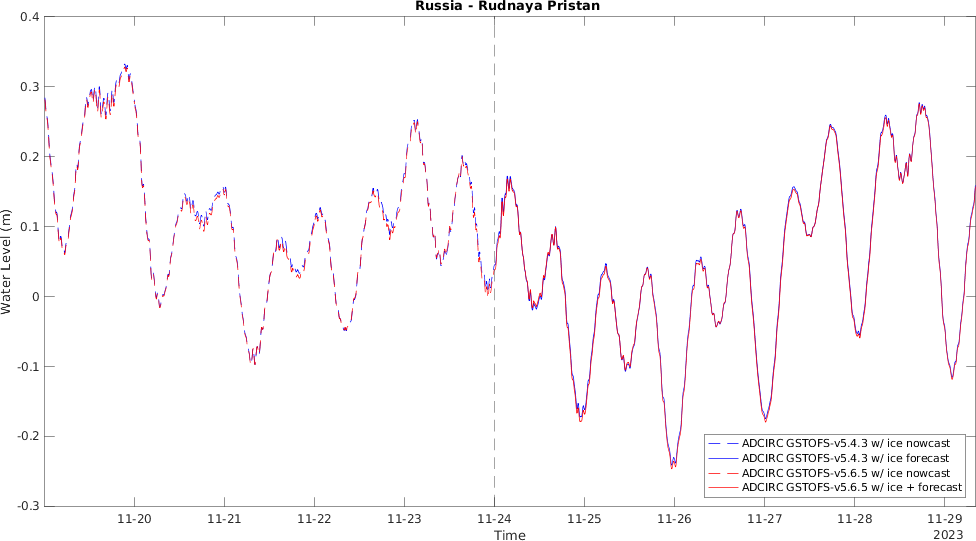 Russia - Rudnaya Pristan
0.4
0.3
0.2
0.1
0
-0.1
-0.2
-0.3
Water Level (m)
ADCIRC GSTOFS-v5.4.3 w/ ice nowcast
ADCIRC GSTOFS-v5.4.3 w/ ice forecast
ADCIRC GSTOFS-v5.6.5 w/ ice nowcast
ADCIRC GSTOFS-v5.6.5 w/ ice + forecast
11-20 11-21 11-22 11-23 11-24 11-25 11-26 11-27 11-28 11-29
Time 2023